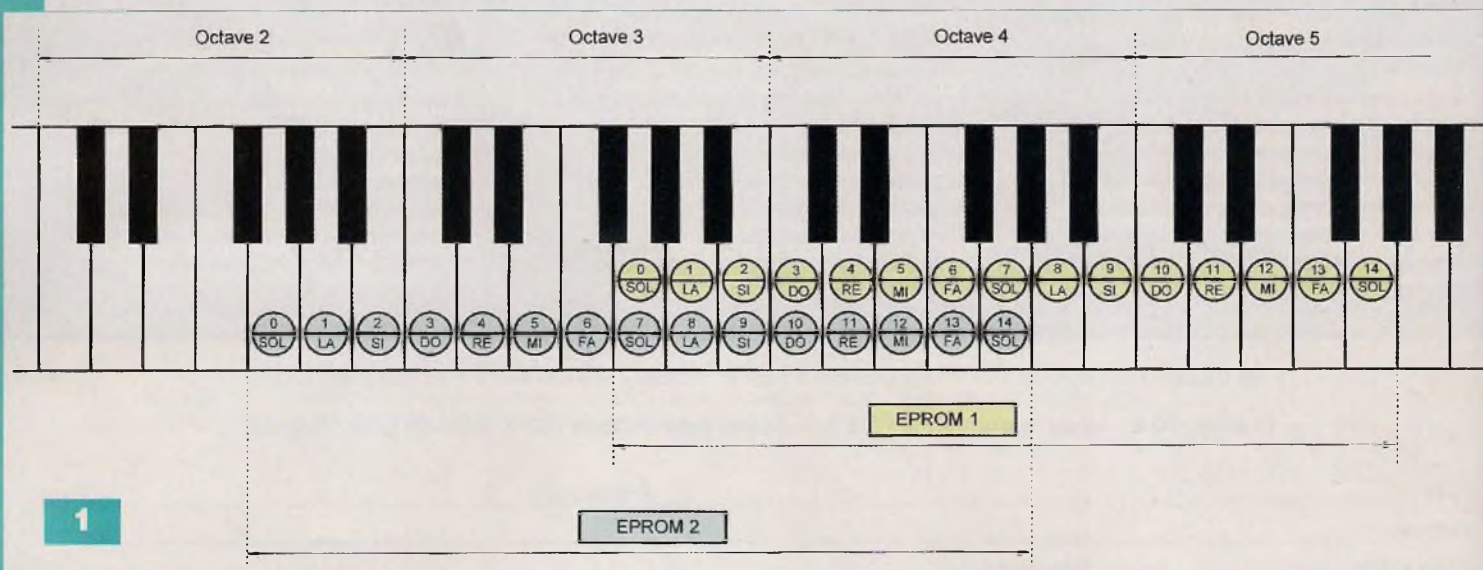 Octave 2 Octave 3 Octave 4 Octave 5
0 1 2 3 4 5 6 7 8 9 10 11 12 13 14
SOL LA SI DO RE MI FA SOL LA SI DO RE MI FA SOL
0 1 2 3 4 5 6 7 8 9 10 11 12 13 14
SOL LA SI DO RE MI FA SOL LA SI DO RE MI FA SOL
EPROM 1
1
EPROM 2